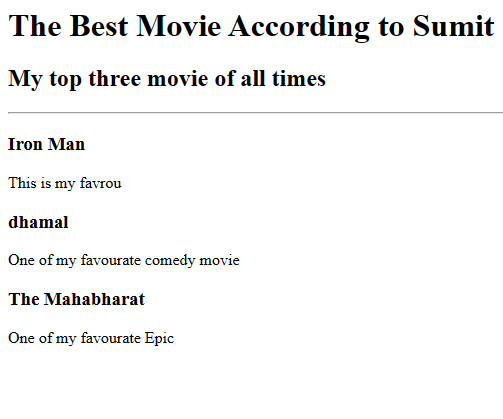 The Best Movie According to Sumit
My top three movie of all times
Iron Man
This is my favrou
dhamal
One of my favourate comedy movie
The Mahabharat
One of my favourate Epic